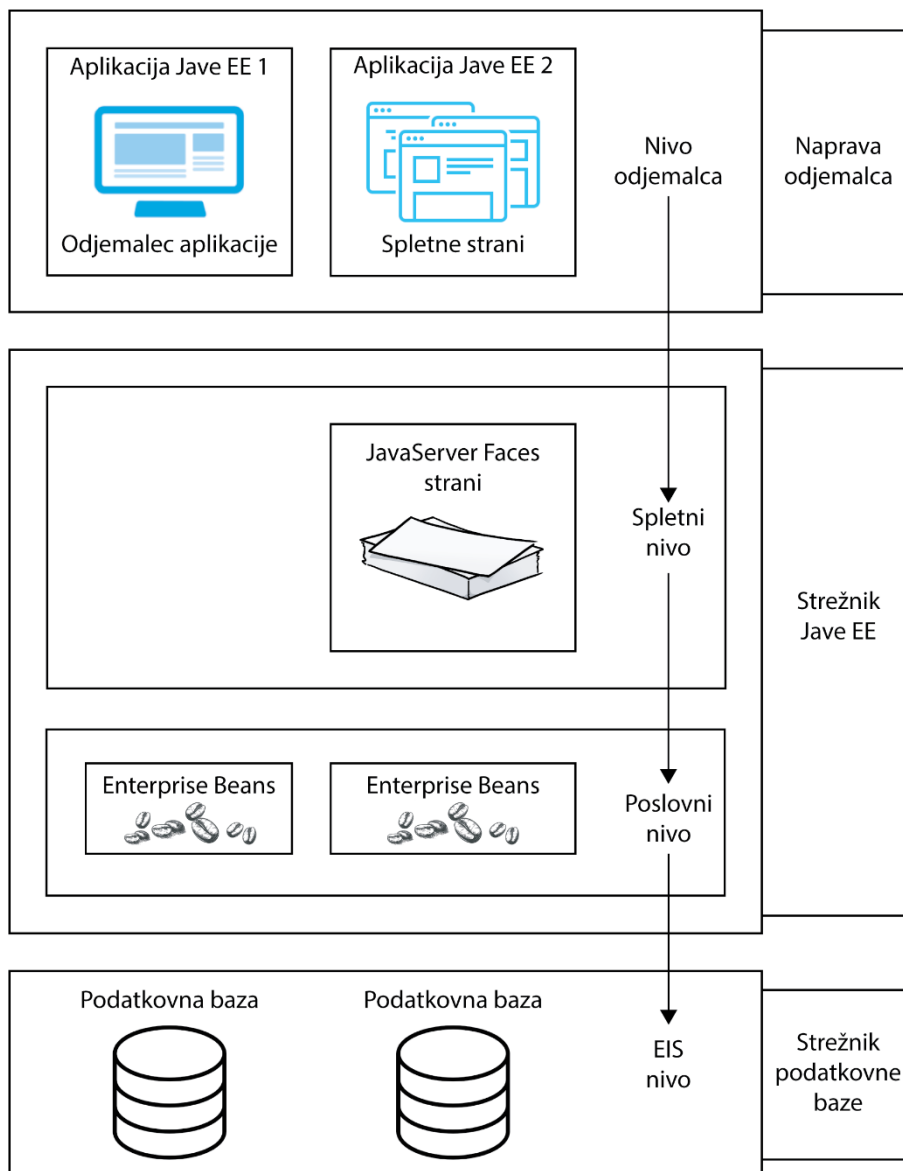 Aplikacija Jave EE 1
Odjemalec aplikacije
Aplikacija Jave EE 2
Spletne strani
Nivo
odjemalca
Naprava
odjemalca
JavaServer Faces
strani
Spletni
nivo
Strežnik
Jave EE
Enterprise Beans
Enterprise Beans
Poslovni
nivo
Podatkovna baza
Podatkovna baza
EIS
nivo
Strežnik
podatkovne
baze